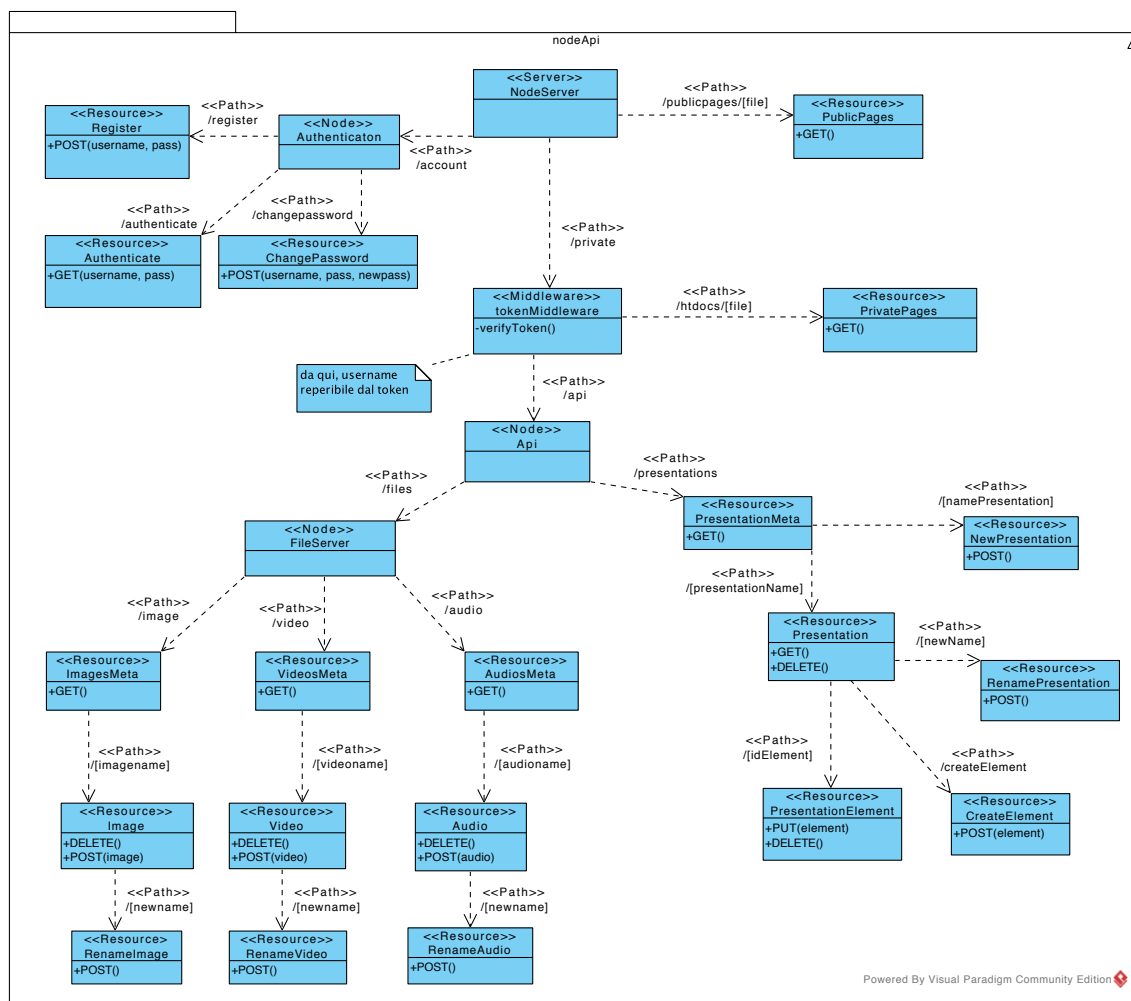 nodeApi
<<Server>>
NodeServer
<<Path>>
/publicpages/[file]
<<Resource>>
PublicPages
+GET()
<<Path>>
/register
<<Resource>>
Register
+POST(username, pass)
<<Node>>
Authenticaton
<<Path>>
/account
<<Path>>
/authenticate
<<Path>>
/changepassword
<<Path>>
/private
<<Resource>>
Authenticate
+GET(username, pass)
<<Resource>>
ChangePassword
+POST(username, pass, newpass)
<<Middleware>>
tokenMiddleware
-verifyToken()
<<Path>>
/htdocs/[file]
<<Resource>>
PrivatePages
+GET()
da qui, username
reperibile dal token
<<Path>>
/api
<<Node>>
Api
<<Path>>
/files
<<Path>>
/presentations
<<Resource>>
PresentationMeta
+GET()
<<Path>>
/[namePresentation]
<<Resource>>
NewPresentation
+POST()
<<Node>>
FileServer
<<Path>>
/[presentationName]
<<Path>>
/image
<<Path>>
/video
<<Path>>
/audio
<<Resource>>
Presentation
+GET()
+DELETE()
<<Path>>
/[newName]
<<Resource>>
RenamePresentation
+POST()
<<Resource>>
ImagesMeta
+GET()
<<Resource>>
VideosMeta
+GET()
<<Resource>>
AudiosMeta
+GET()
<<Path>>
/[imagename]
<<Path>>
/[videoname]
<<Path>>
/[audioname]
<<Path>>
/[idElement]
<<Path>>
/createElement
<<Resource>>
Image
+DELETE()
+POST(image)
<<Resource>>
Video
+DELETE()
+POST(video)
<<Resource>>
Audio
+DELETE()
+POST(audio)
<<Resource>>
PresentationElement
+PUT(element)
+DELETE()
<<Resource>>
CreateElement
+POST(element)
<<Path>>
/[newname]
<<Path>>
/[newname]
<<Path>>
/[newname]
<<Resource>
RenameImage
+POST()
<<Resource>>
RenameVideo
+POST()
<<Resource>>
RenameAudio
+POST()
Powered By Visual Paradigm Community Edition